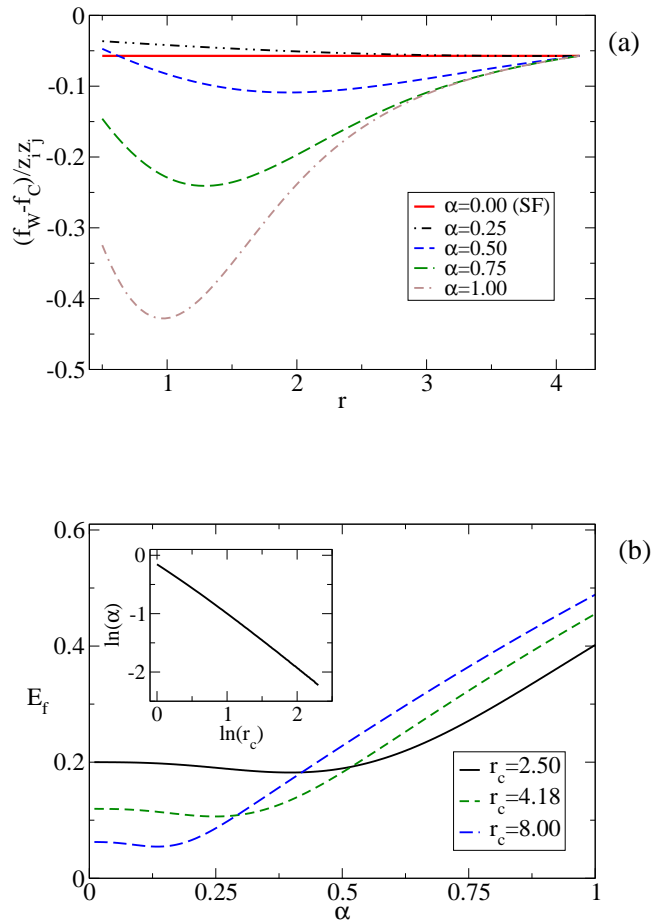 (a)
0
-0.1
-0.2
-0.3
-0.4
-0.5
(f_W-f_C)/z_iz_j
α=0.00 (SF)
α=0.25
α=0.50
α=0.75
α=1.00
1 2 3 4
r
(b)
0.6
0.4
0.2
0
E_f
0
-1
-2
ln(α)
0 1 2
ln(r_c)
r_c=2.50
r_c=4.18
r_c=8.00
0 0.25 0.5 0.75 1
α